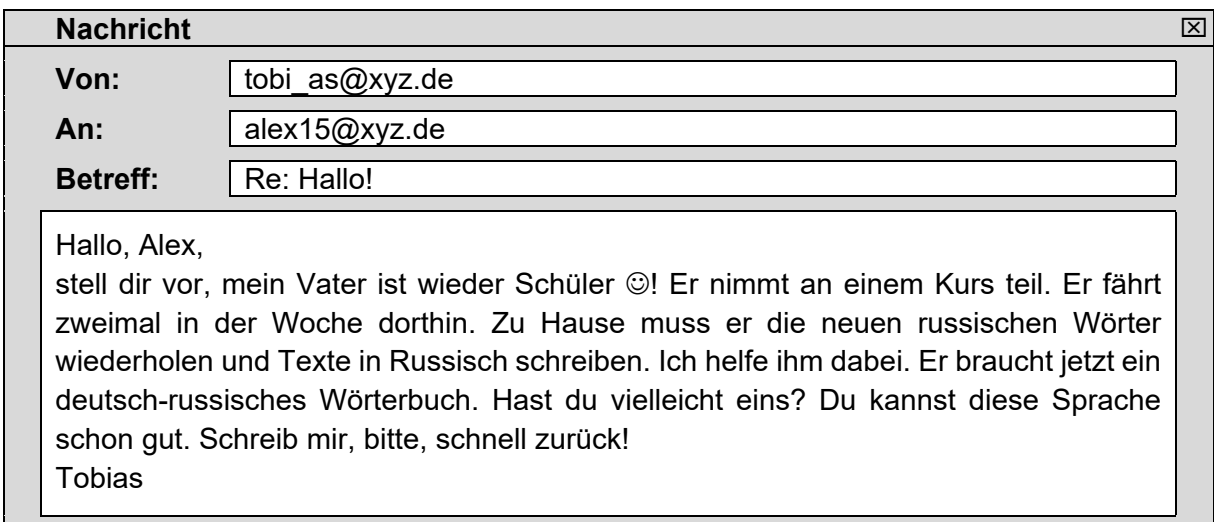 Nachricht
Von: tobi_as@xyz.de
An: alex15@xyz.de
Betreff: Re: Hallo!
Hallo, Alex,
stell dir vor, mein Vater ist wieder Schüler ☺! Er nimmt an einem Kurs teil. Er fährt
zweimal in der Woche dorthin. Zu Hause muss er die neuen russischen Wörter
wiederholen und Texte in Russisch schreiben. Ich helfe ihm dabei. Er braucht jetzt ein
deutsch-russisches Wörterbuch. Hast du vielleicht eins? Du kannst diese Sprache
schon gut. Schreib mir, bitte, schnell zurück!
Tobias